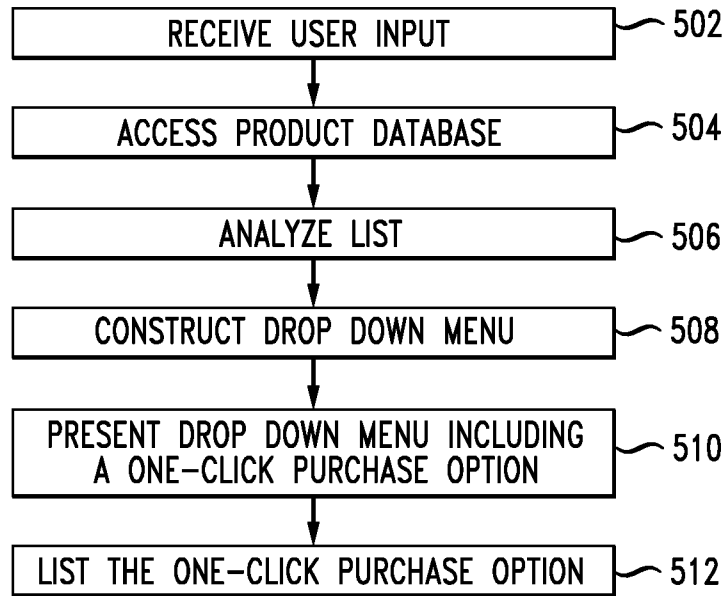 RECEIVE USER INPUT 502
ACCESS PRODUCT DATABASE 504
ANALYZE LIST 506
CONSTRUCT DROP DOWN MENU 508
PRESENT DROP DOWN MENU INCLUDING
A ONE-CLICK PURCHASE OPTION 510
LIST THE ONE-CLICK PURCHASE OPTION 512